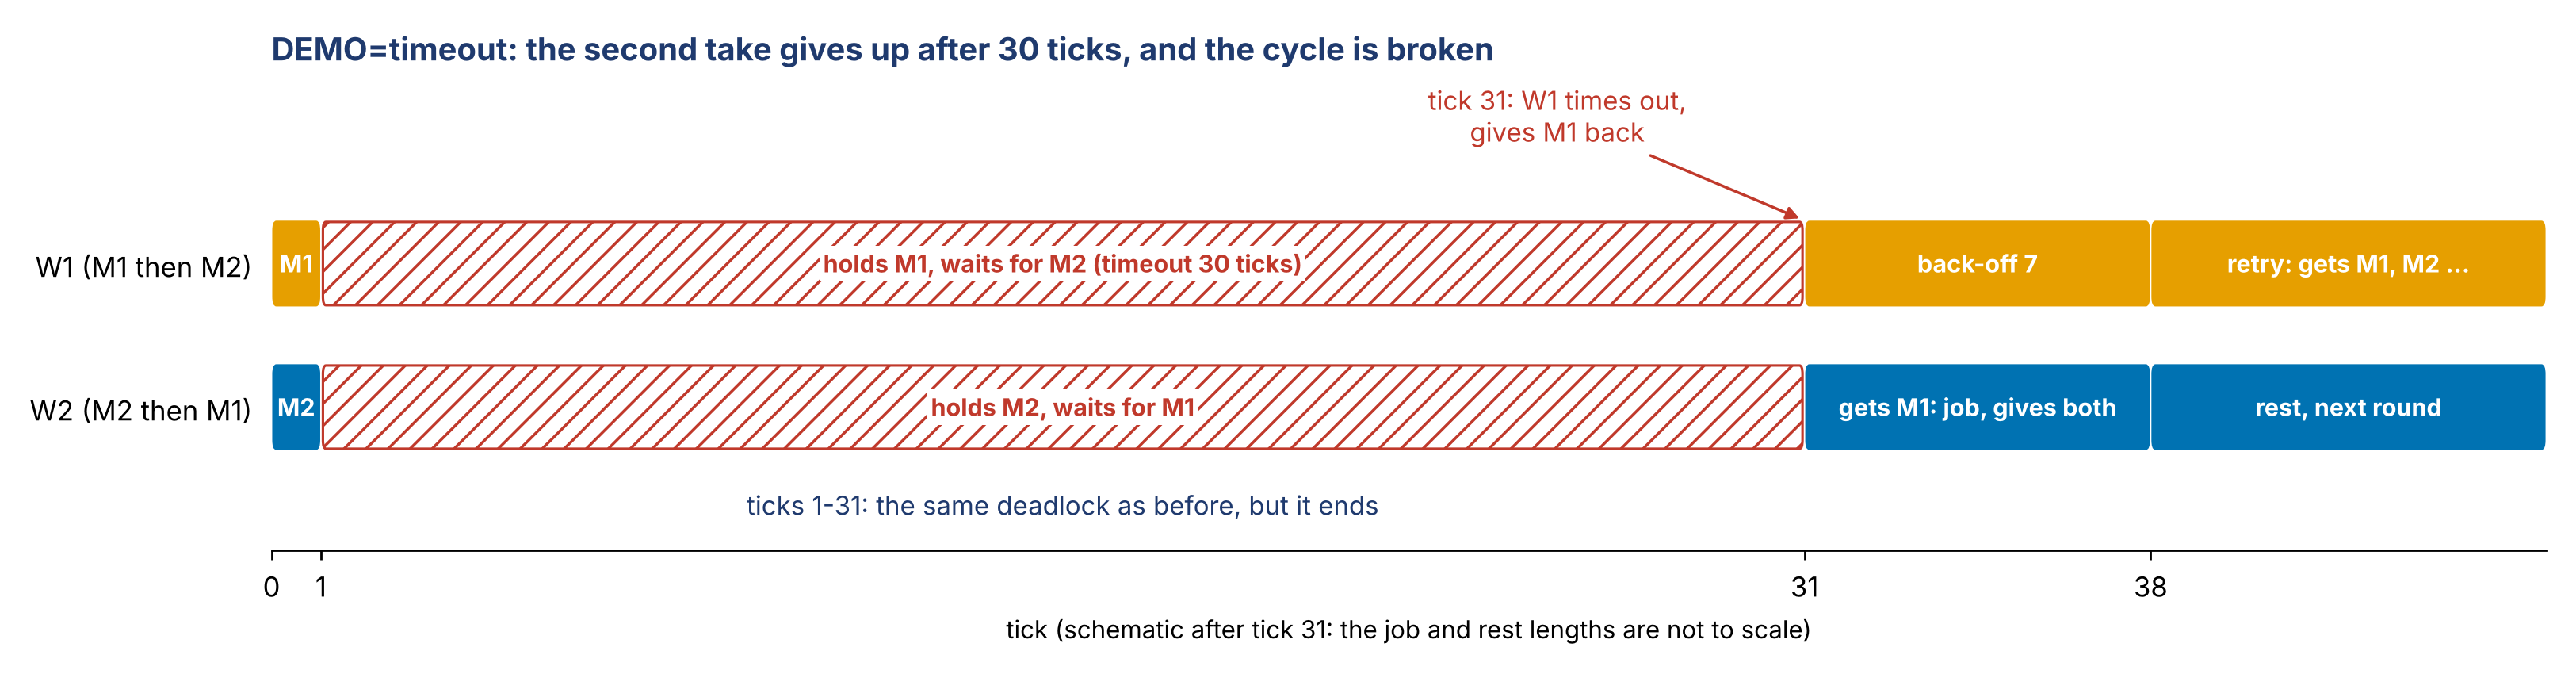 DEMO=timeout: the second take gives up after 30 ticks, and the cycle is broken
tick 31: W1 times out,
gives M1 back
W1 (M1 then M2)
M1
holds M1, waits for M2 (timeout 30 ticks)
back-off 7
retry: gets M1, M2 ...
W2 (M2 then M1)
M2
holds M2, waits for M1
gets M1: job, gives both
rest, next round
ticks 1-31: the same deadlock as before, but it ends
0
1
31
38
tick (schematic after tick 31: the job and rest lengths are not to scale)